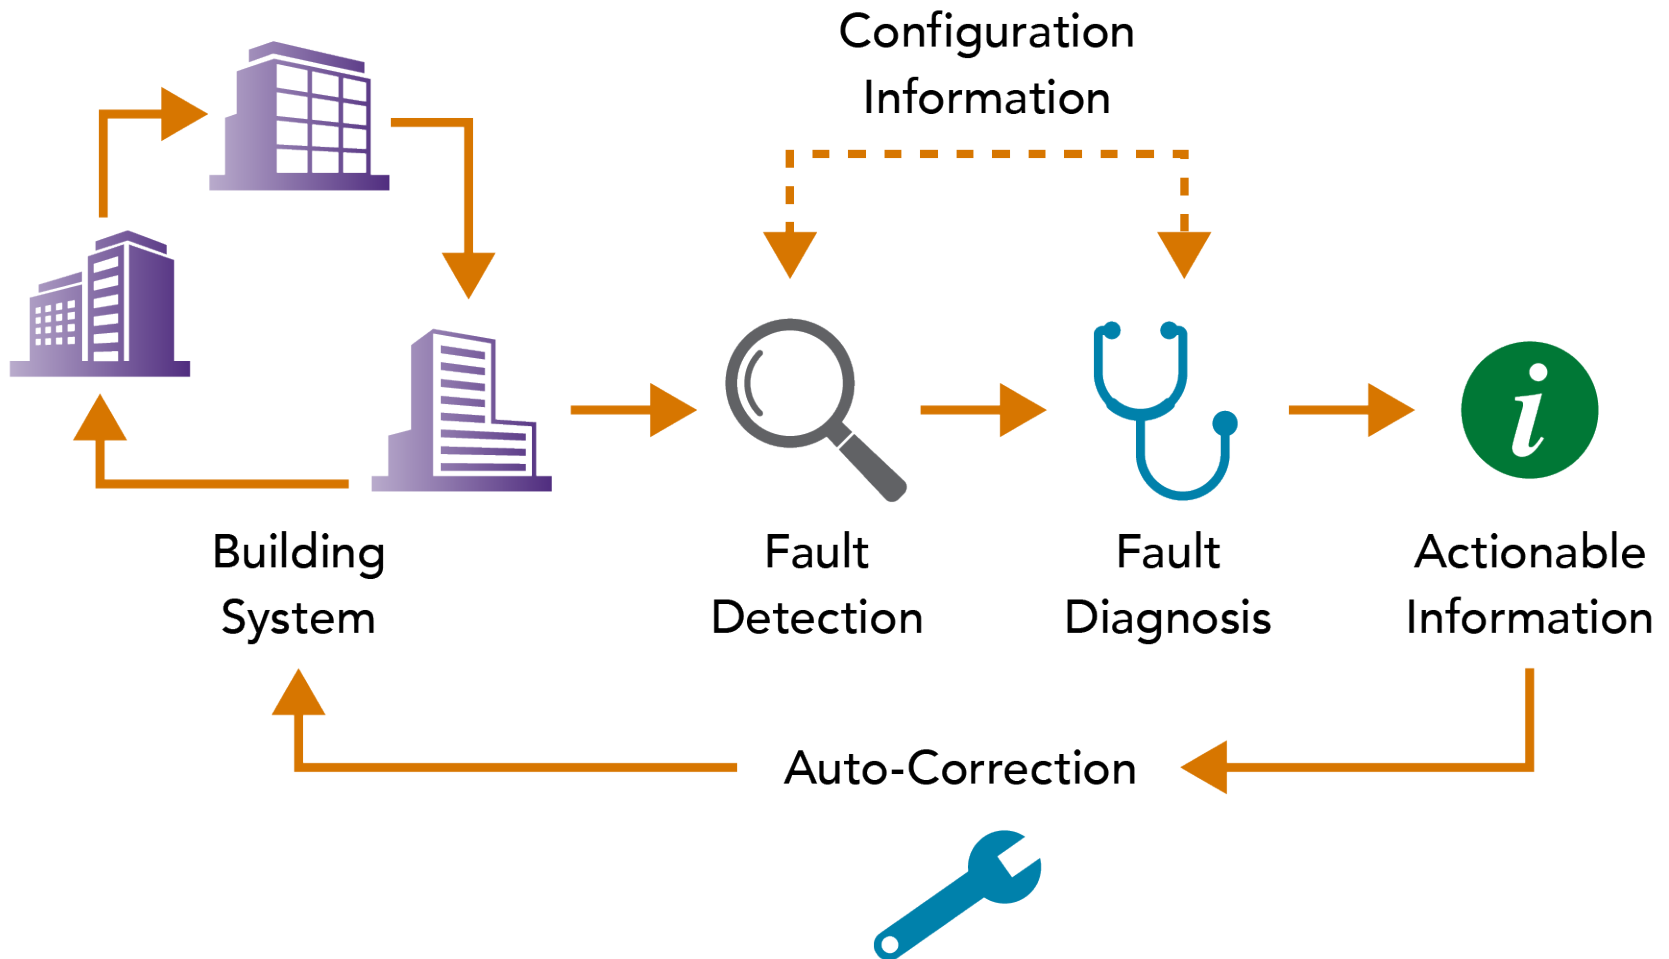 Configuration
Information
Building
System
Fault
Detection
Fault
Diagnosis
Actionable
Information
Auto-Correction